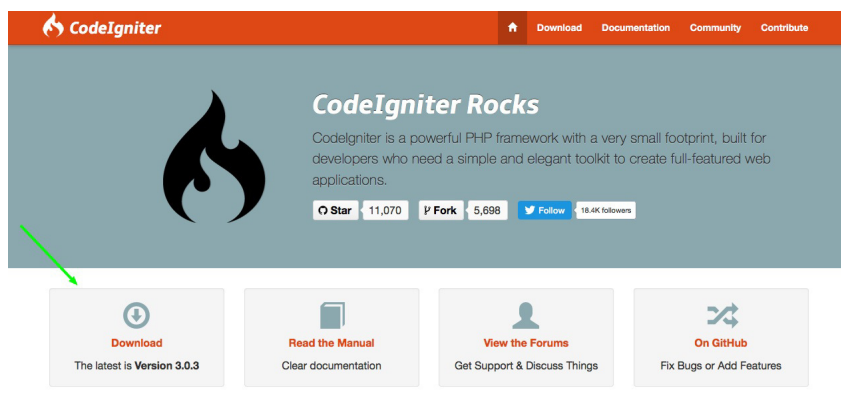 CodeIgniter
Download Documentation Community Contribute
CodeIgniter Rocks
CodeIgniter is a powerful PHP framework with a very small footprint, built for
developers who need a simple and elegant toolkit to create full-featured web
applications.
Star 11,070 Fork 5,698 Follow 18.4K followers
Download
The latest is Version 3.0.3
Read the Manual
Clear documentation
View the Forums
Get Support & Discuss Things
On GitHub
Fix Bugs or Add Features